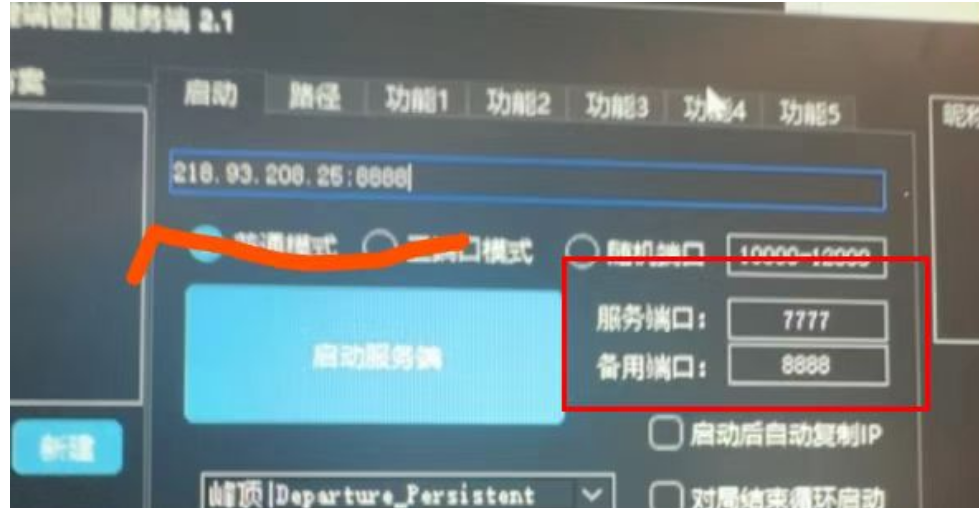 端管理 服务端 2.1
启动 路径 功能1 功能2 功能3 功能4 功能5
昵称
218.93.208.25:8888
普通模式 三端口模式 随机端口 10000-12000
服务端口： 7777
启动服务端
备用端口： 8888
启动后自动复制IP
新建
峰顶|Departure_Persistent
对局结束循环启动